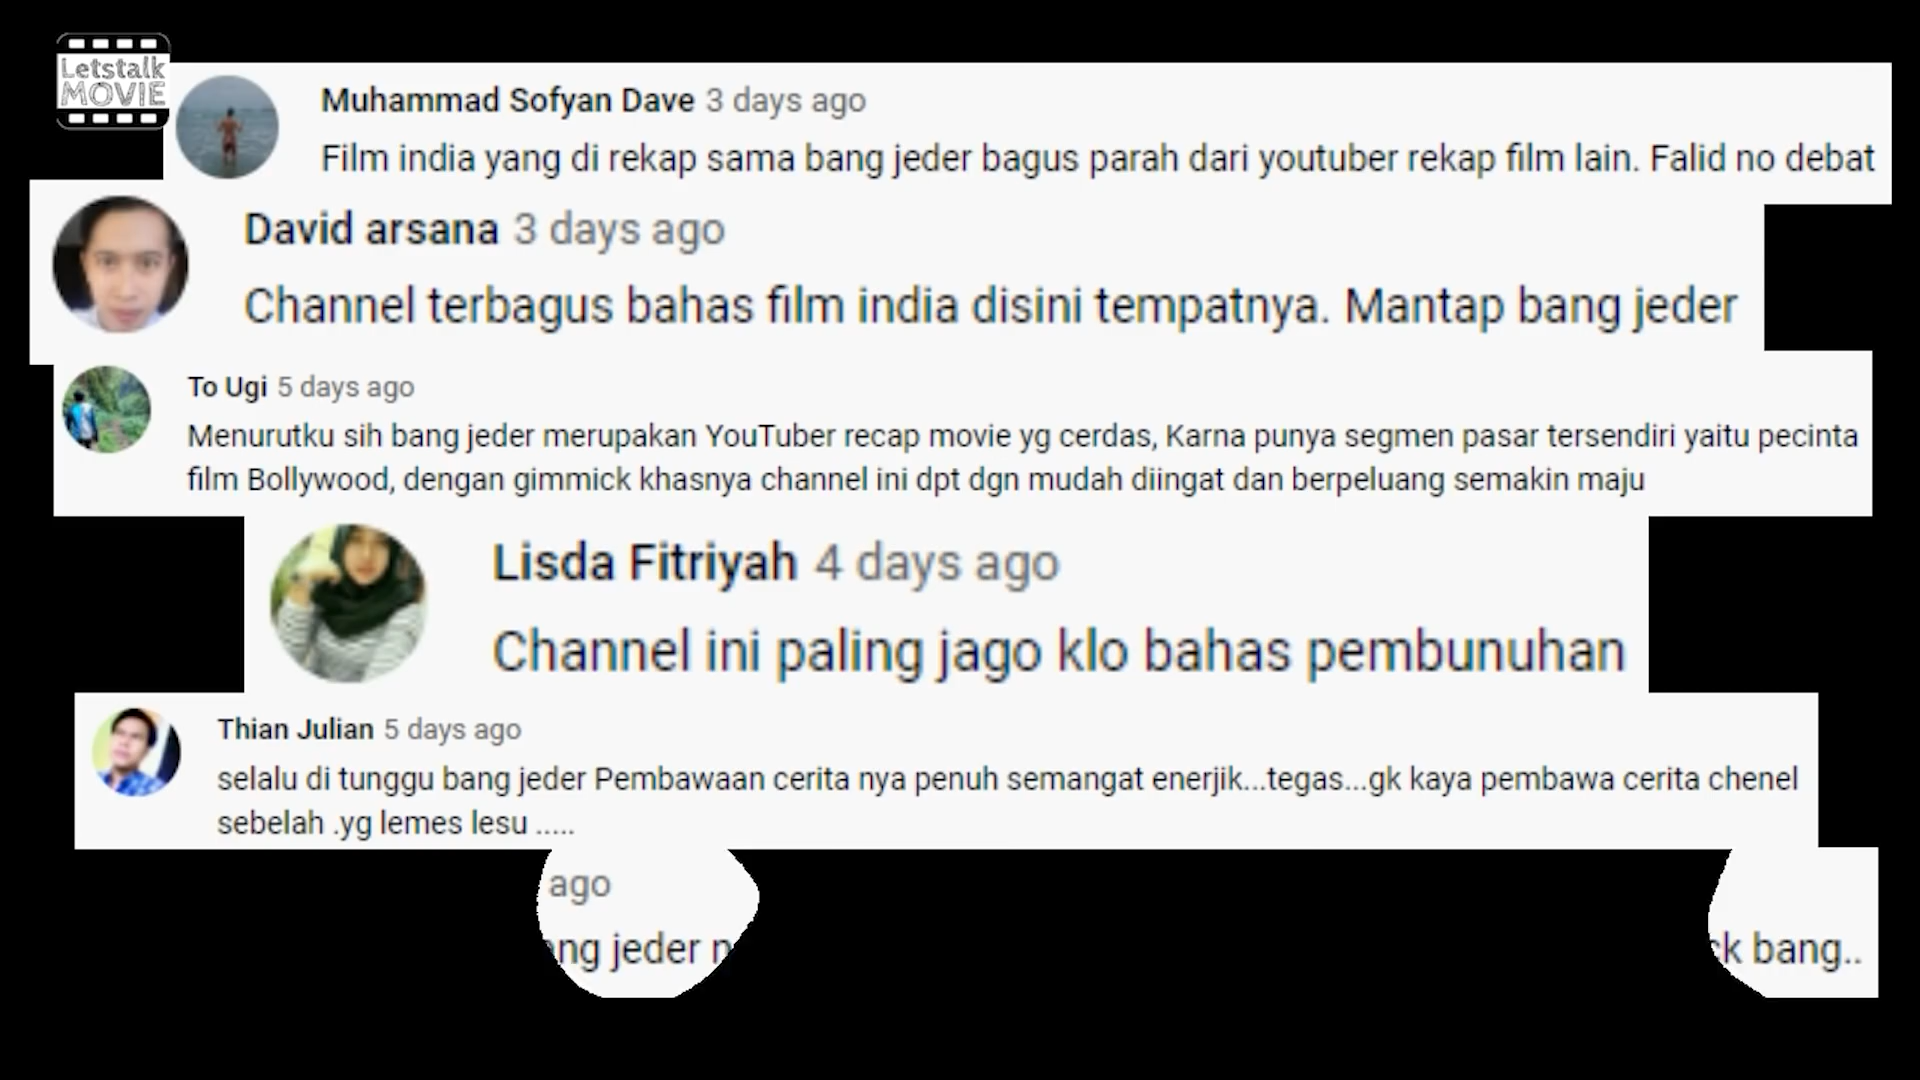 Letstalk
MOVIE
Muhammad Sofyan Dave 3 days ago
Film india yang di rekap sama bang jeder bagus parah dari youtuber rekap film lain. Falid no debat
David arsana 3 days ago
Channel terbagus bahas film india disini tempatnya. Mantap bang jeder
To Ugi 5 days ago
Menurutku sih bang jeder merupakan YouTuber recap movie yg cerdas, Karna punya segmen pasar tersendiri yaitu pecinta
film Bollywood, dengan gimmick khasnya channel ini dpt dgn mudah diingat dan berpeluang semakin maju
Lisda Fitriyah 4 days ago
Channel ini paling jago klo bahas pembunuhan
Thian Julian 5 days ago
selalu di tunggu bang jeder Pembawaan cerita nya penuh semangat enerjik...tegas...gk kaya pembawa cerita chenel
sebelah .yg lemes lesu .....
ago
jeder
bang..